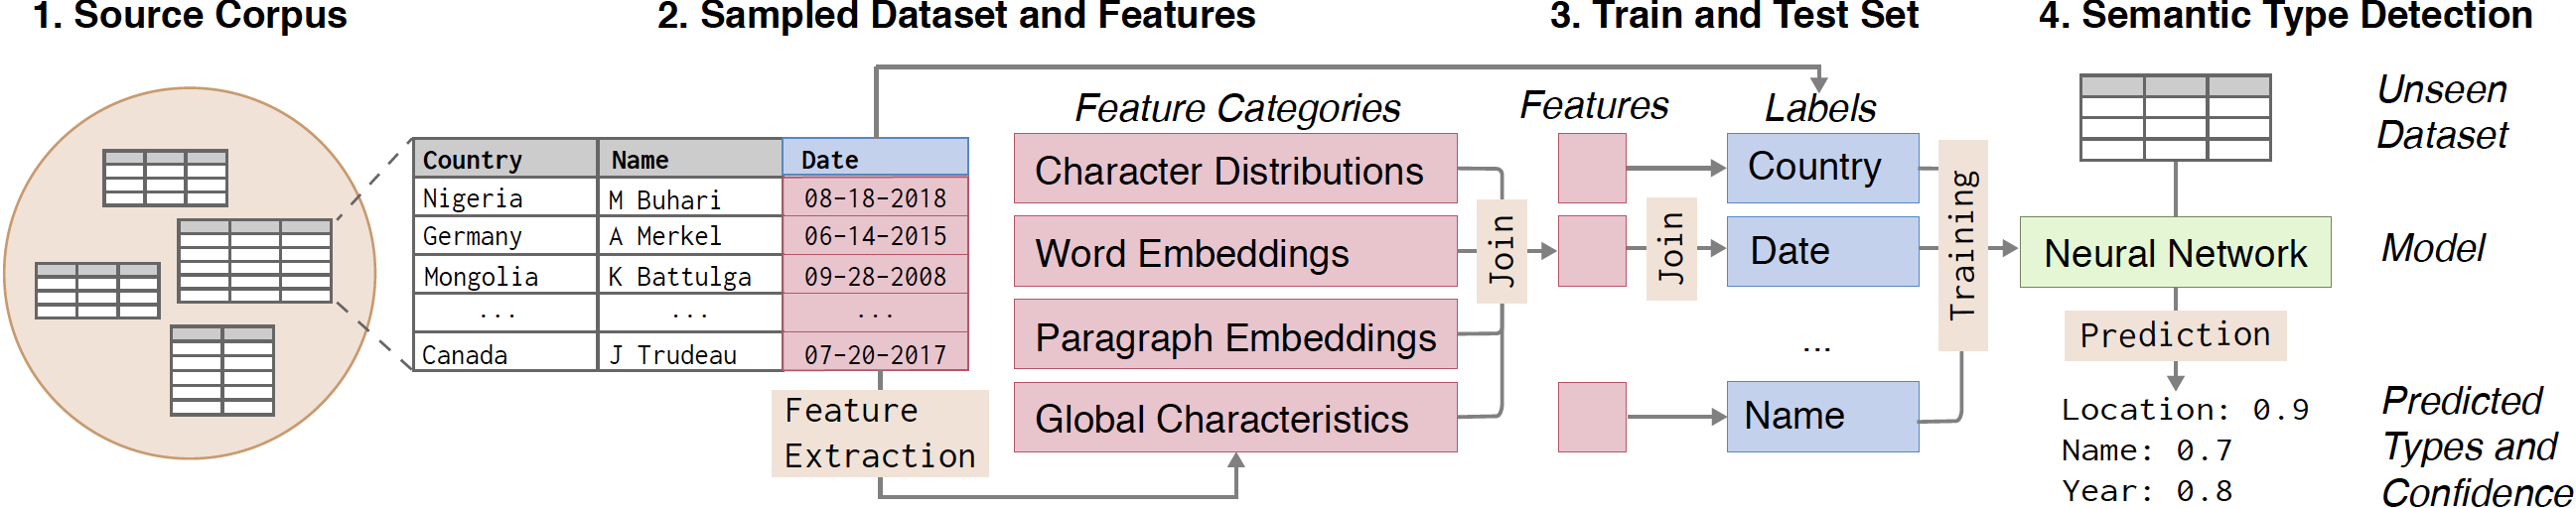 1. Source Corpus
2. Sampled Dataset and Features
3. Train and Test Set
4. Semantic Type Detection
Country Name Date
Nigeria M Buhari 08-18-2018
Germany A Merkel 06-14-2015
Mongolia K Battulga 09-28-2008
... ... ...
Canada J Trudeau 07-20-2017
Feature
Extraction
Feature Categories
Character Distributions
Word Embeddings
Paragraph Embeddings
Global Characteristics
Join
Features
Join
Labels
Country
Date
...
Name
Training
Unseen
Dataset
Neural Network
Model
Prediction
Location: 0.9
Name: 0.7
Year: 0.8
Predicted
Types and
Confidence